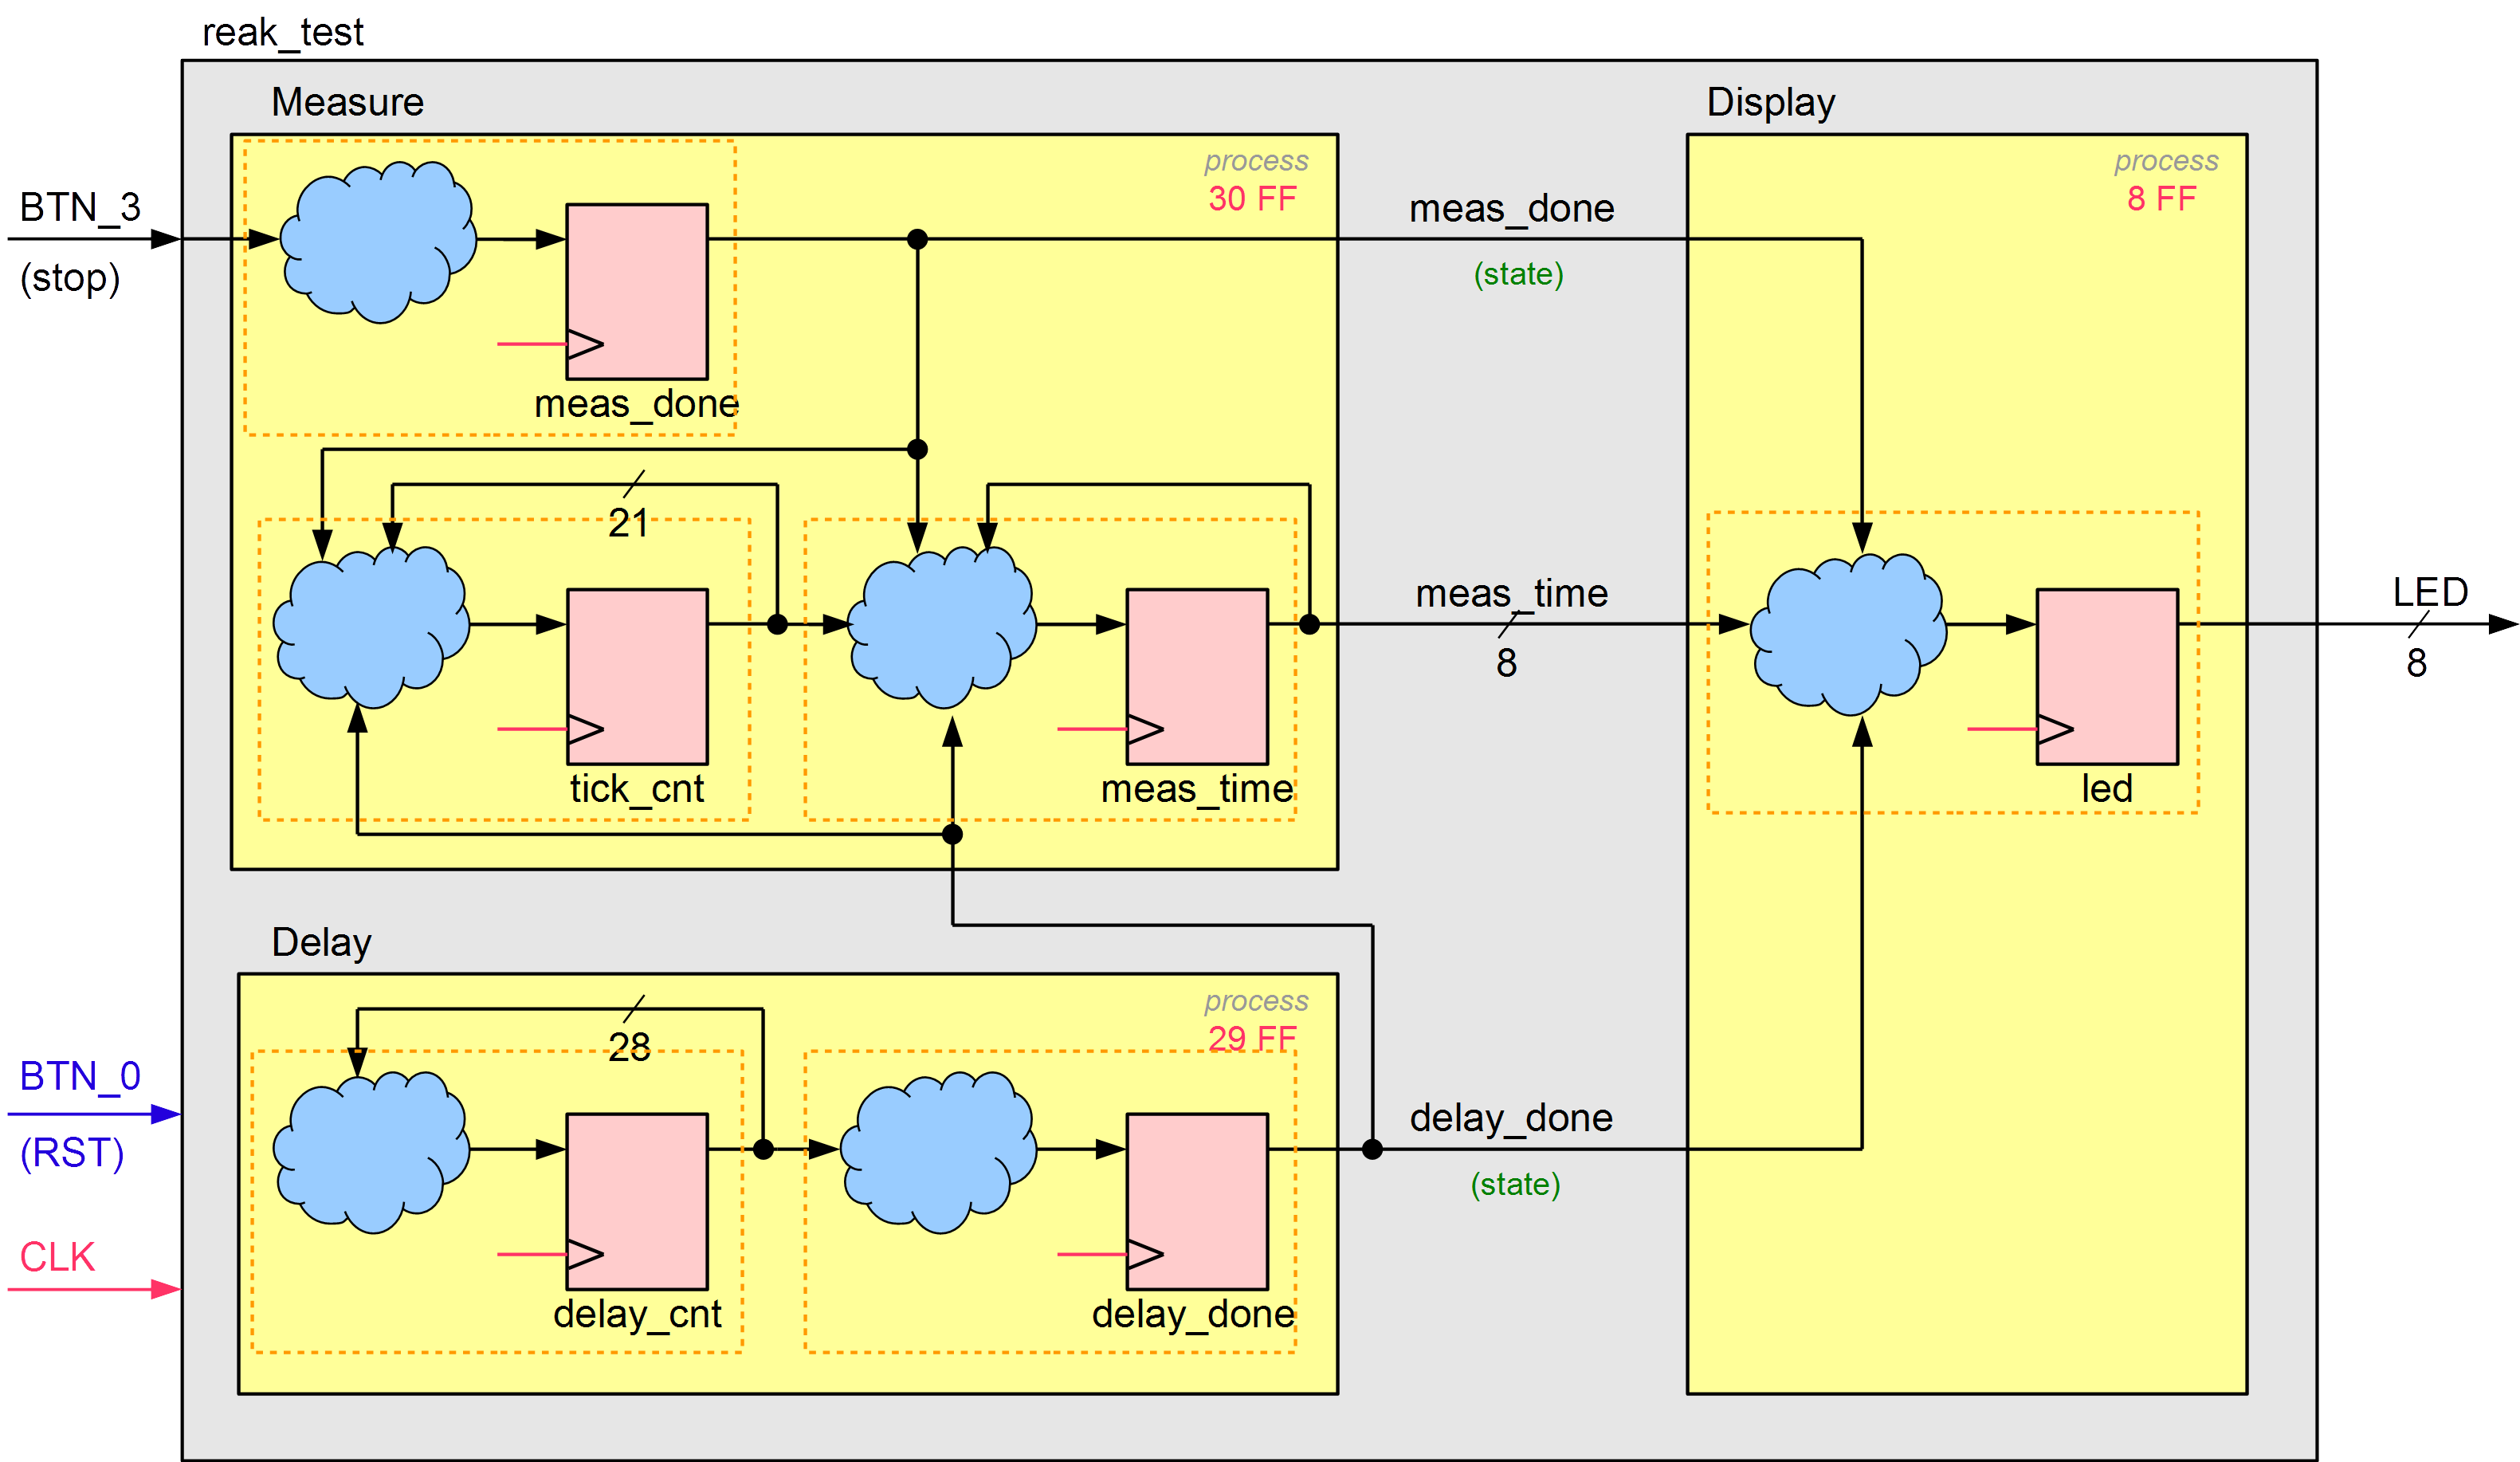 reak_test
Measure
Display
process
30 FF
process
8 FF
BTN_3
(stop)
meas_done
(state)
meas_done
21
tick_cnt
meas_time
meas_time
8
led
LED
8
Delay
process
29 FF
28
BTN_0
(RST)
CLK
delay_cnt
delay_done
delay_done
(state)